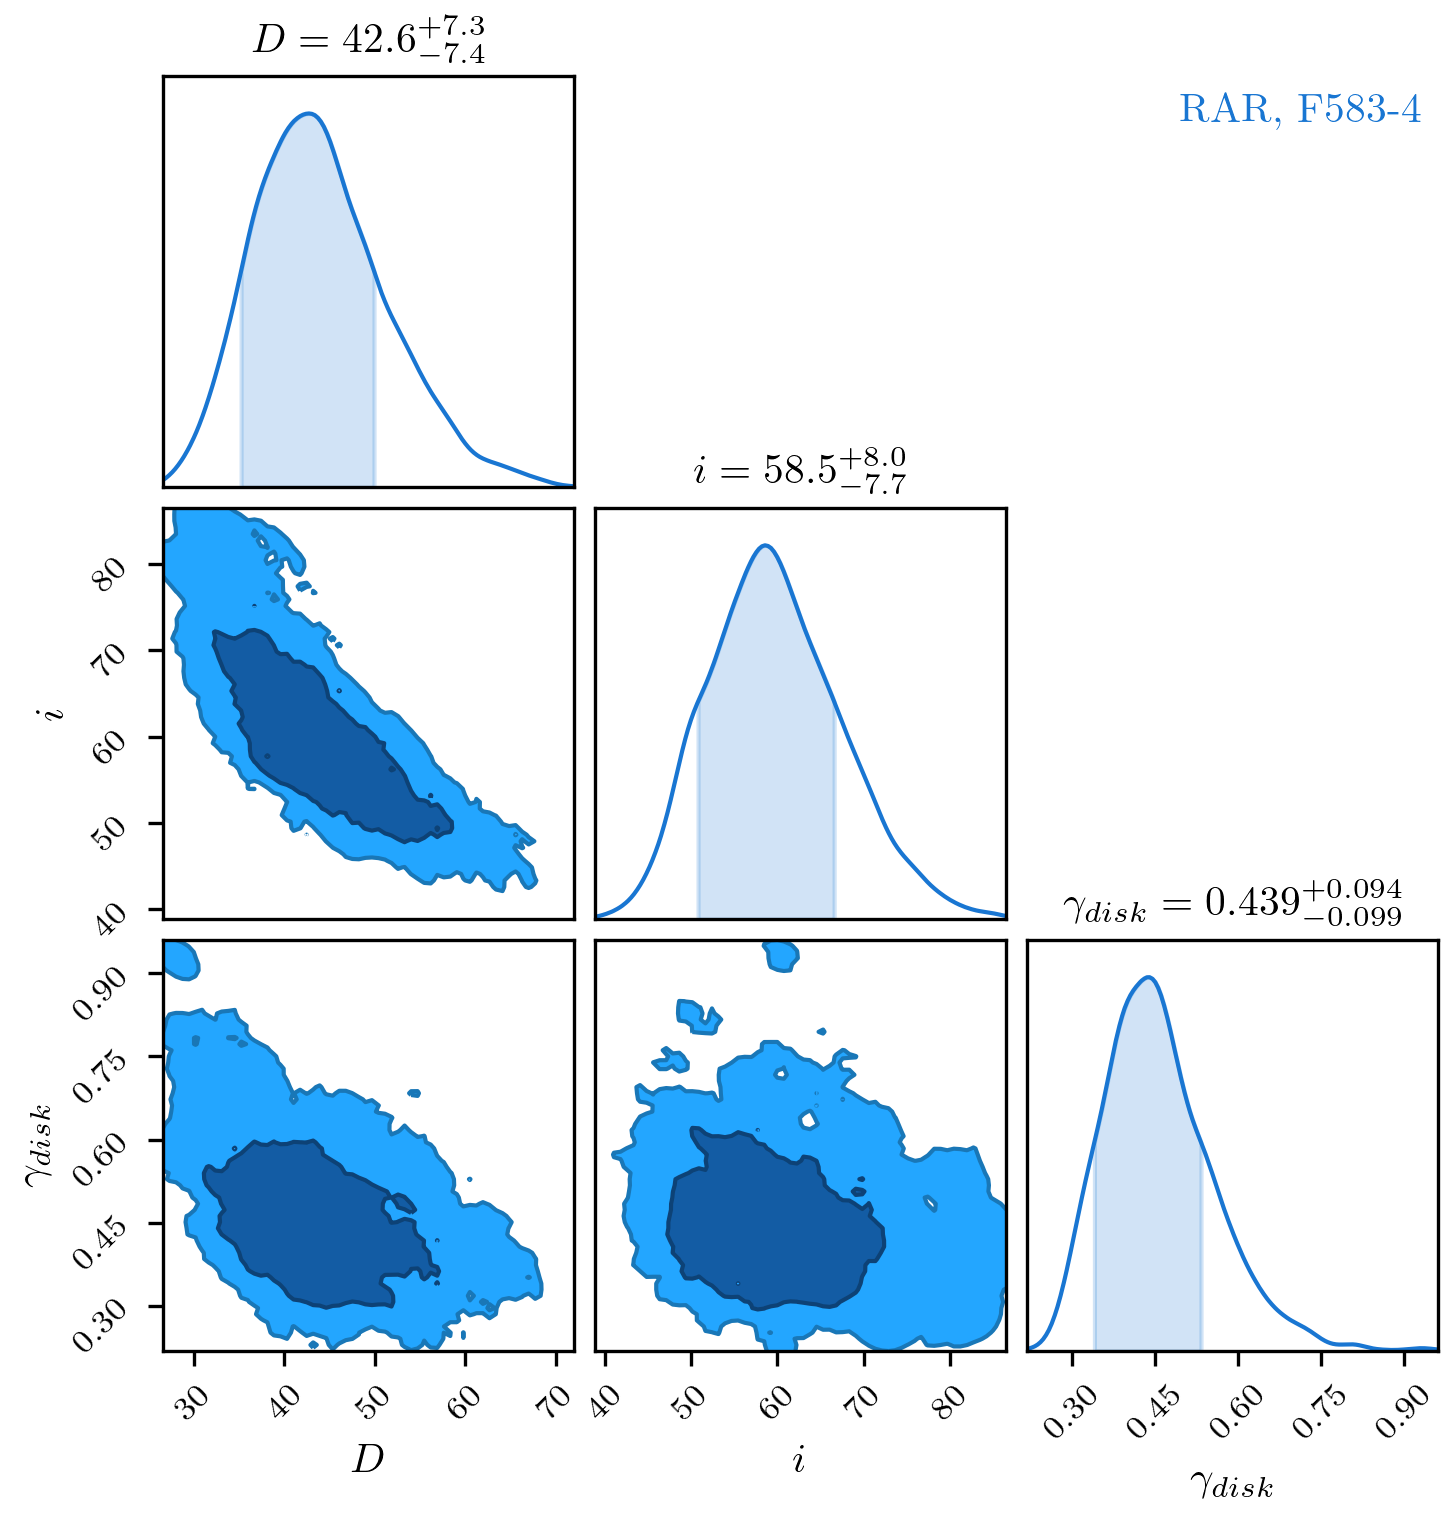 D = 42.6^{+7.3}_{-7.4}
RAR, F583-4
i = 58.5^{+8.0}_{-7.7}
80
70
60
50
40
i
γ_{disk} = 0.439^{+0.094}_{-0.099}
0.90
0.75
0.60
0.45
0.30
γ_{disk}
30 40 50 60 70
40 50 60 70 80
0.30 0.45 0.60 0.75 0.90
D
i
γ_{disk}